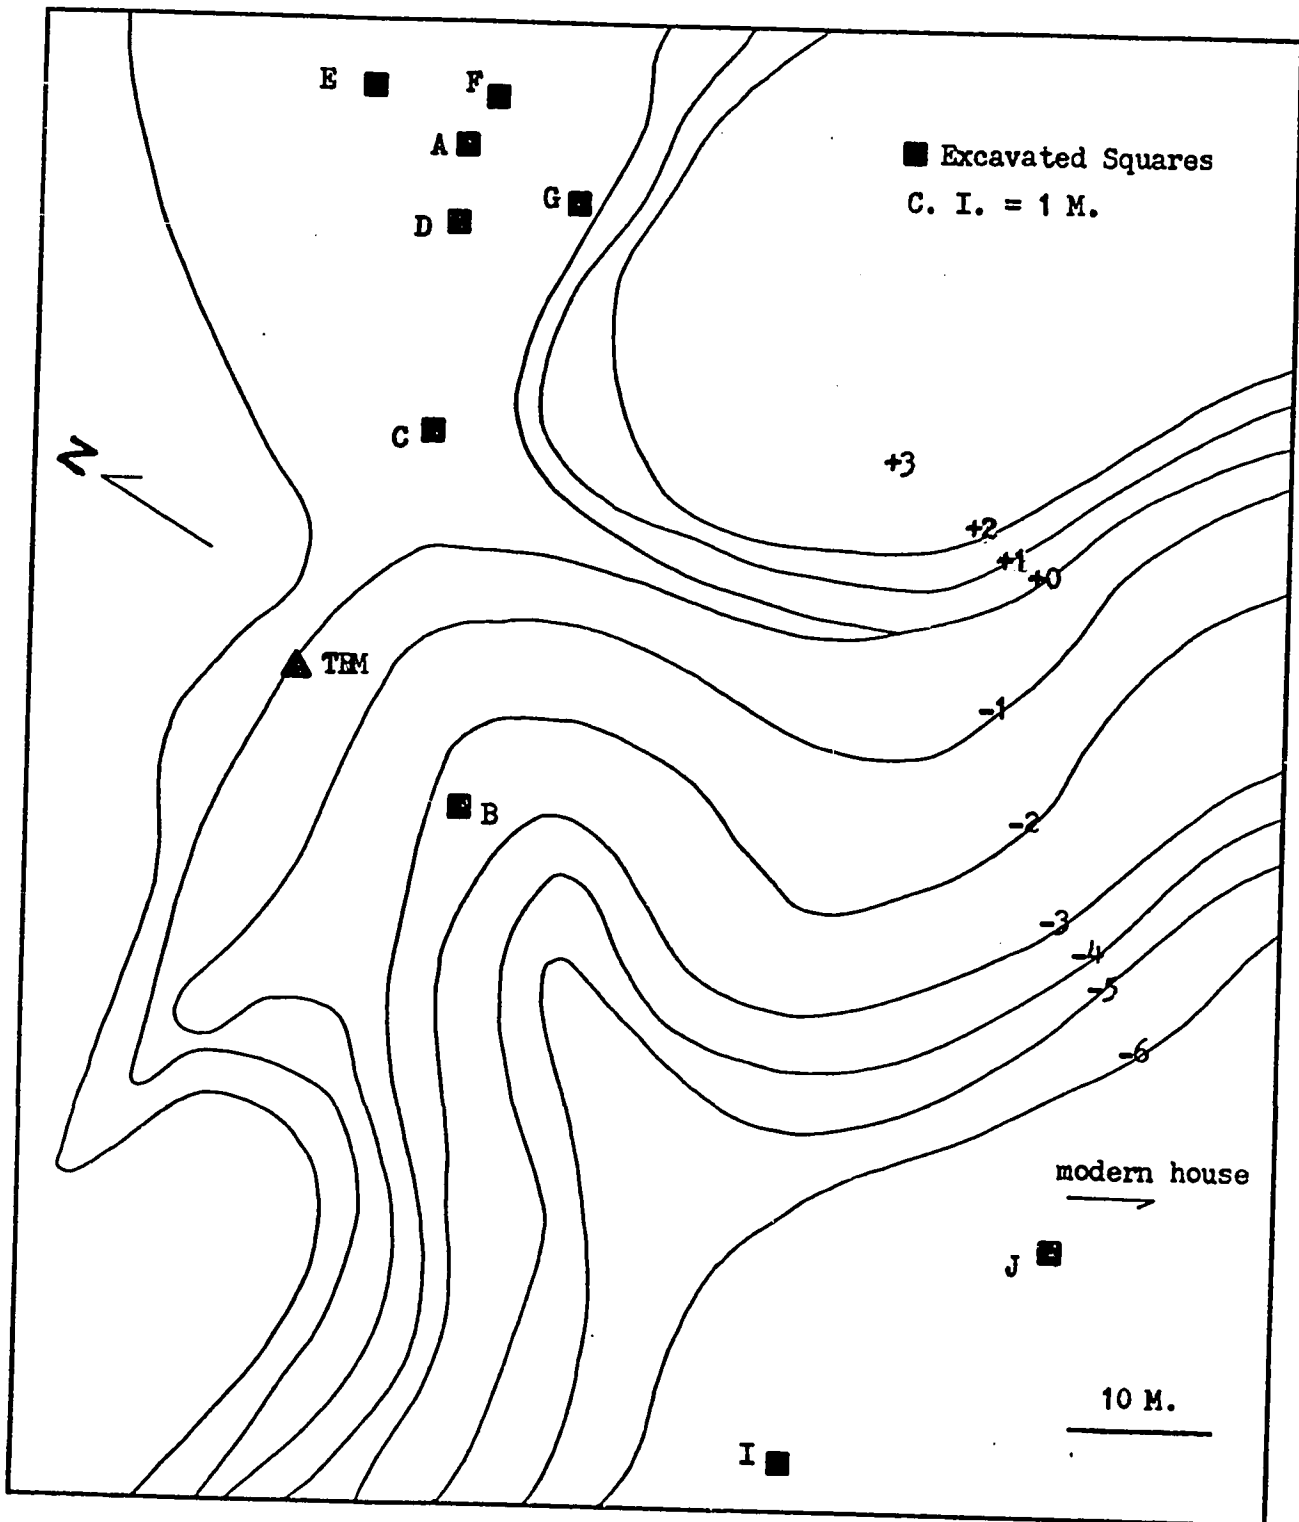 E
F
A
Excavated Squares
G
C. I. = 1 M.
D
C
N
+3
+2
+1
+0
TBM
-1
B
-2
-3
-4
-5
-6
modern house
J
10 M.
I